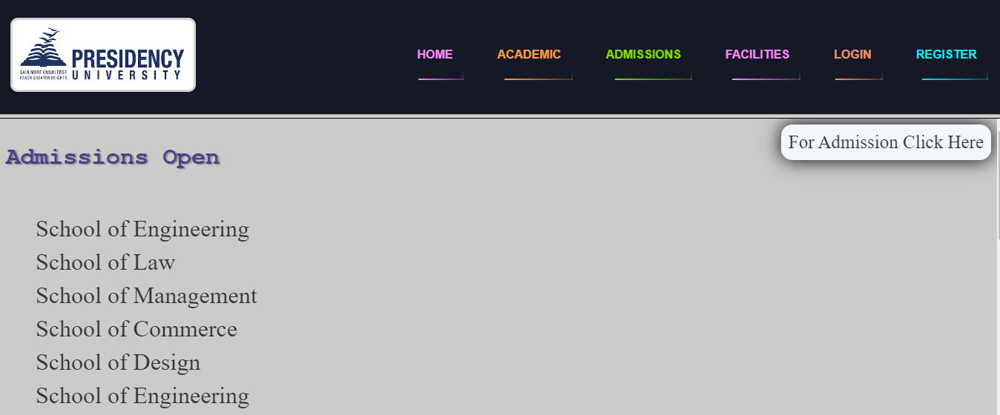 PRESIDENCY
UNIVERSITY
GAIN MORE KNOWLEDGE
REACH GREATER HEIGHTS
HOME ACADEMIC ADMISSIONS FACILITIES LOGIN REGISTER
For Admission Click Here
Admissions Open
School of Engineering
School of Law
School of Management
School of Commerce
School of Design
School of Engineering